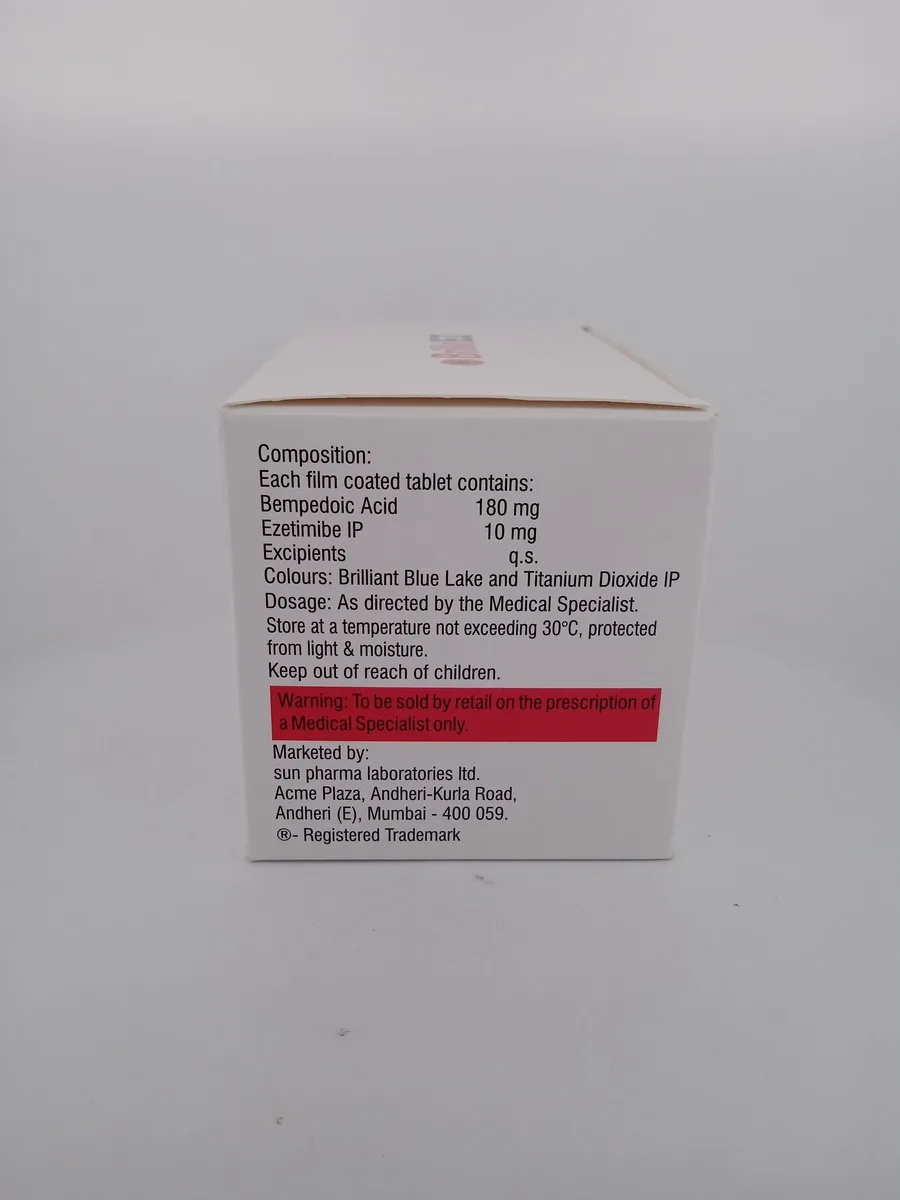 Composition:
Each film coated tablet contains:
Bempedoic Acid 180 mg
Ezetimibe IP 10 mg
Excipients q.s.
Colours: Brilliant Blue Lake and Titanium Dioxide IP
Dosage: As directed by the Medical Specialist.
Store at a temperature not exceeding 30°C, protected
from light & moisture.
Keep out of reach of children.
Warning: To be sold by retail on the prescription of
a Medical Specialist only.
Marketed by:
sun pharma laboratories ltd.
Acme Plaza, Andheri-Kurla Road,
Andheri (E), Mumbai - 400 059.
®- Registered Trademark